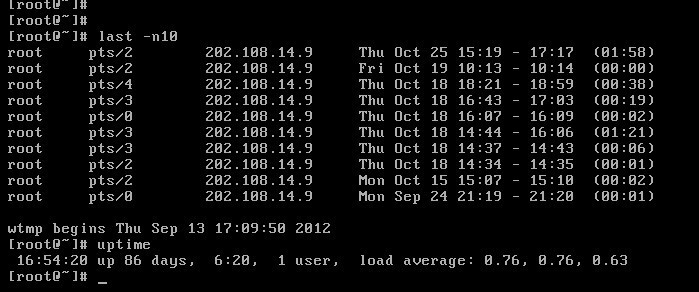 [root@~]#
[root@~]#
[root@~]# last -n10
root     pts/2        202.108.14.9     Thu Oct 25 15:19 - 17:17  (01:58)
root     pts/2        202.108.14.9     Fri Oct 19 10:13 - 10:14  (00:00)
root     pts/4        202.108.14.9     Thu Oct 18 18:21 - 18:59  (00:38)
root     pts/3        202.108.14.9     Thu Oct 18 16:43 - 17:03  (00:19)
root     pts/0        202.108.14.9     Thu Oct 18 16:07 - 16:09  (00:02)
root     pts/3        202.108.14.9     Thu Oct 18 14:44 - 16:06  (01:21)
root     pts/3        202.108.14.9     Thu Oct 18 14:37 - 14:43  (00:06)
root     pts/2        202.108.14.9     Thu Oct 18 14:34 - 14:35  (00:01)
root     pts/2        202.108.14.9     Mon Oct 15 15:07 - 15:10  (00:02)
root     pts/0        202.108.14.9     Mon Sep 24 21:19 - 21:20  (00:01)
wtmp begins Thu Sep 13 17:09:50 2012
[root@~]# uptime
 16:54:20 up 86 days,  6:20,  1 user,  load average: 0.76, 0.76, 0.63
[root@~]# _